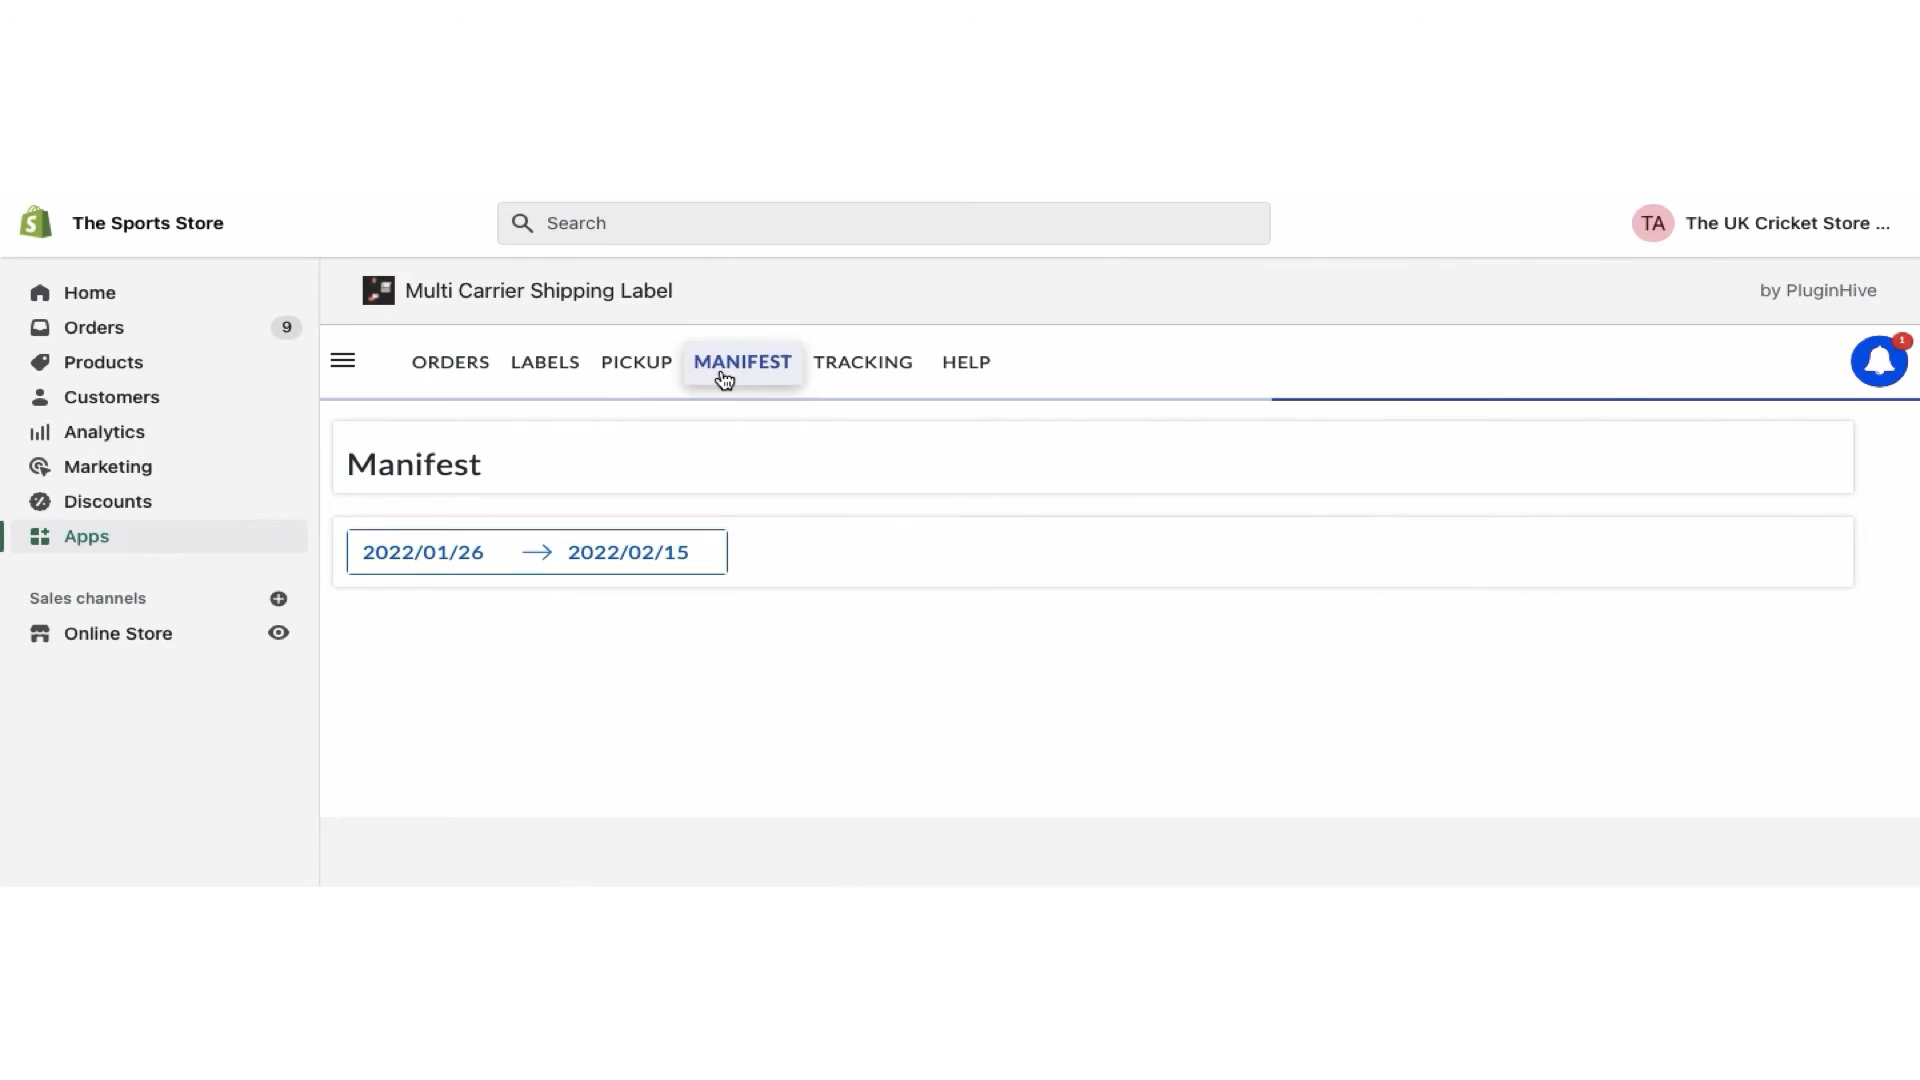 The Sports Store
Search
TA
The UK Cricket Store ...
Home
Orders
9
Products
Customers
Analytics
Marketing
Discounts
Apps
Sales channels
Online Store
Multi Carrier Shipping Label
by PluginHive
ORDERS LABELS PICKUP MANIFEST TRACKING HELP
1
Manifest
2022/01/26 → 2022/02/15